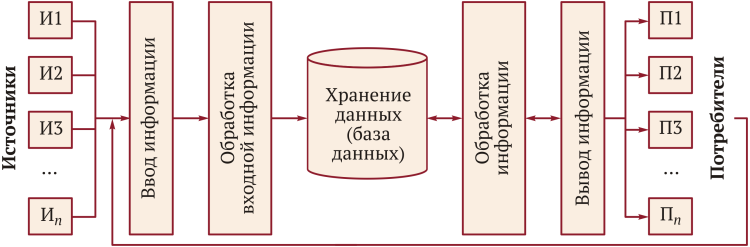 Источники
И1
И2
И3
...
Иn
Ввод информации
Обработка
входной информации
Хранение
данных
(база
данных)
Обработка
информации
Вывод информации
П1
П2
П3
...
Пn
Потребители